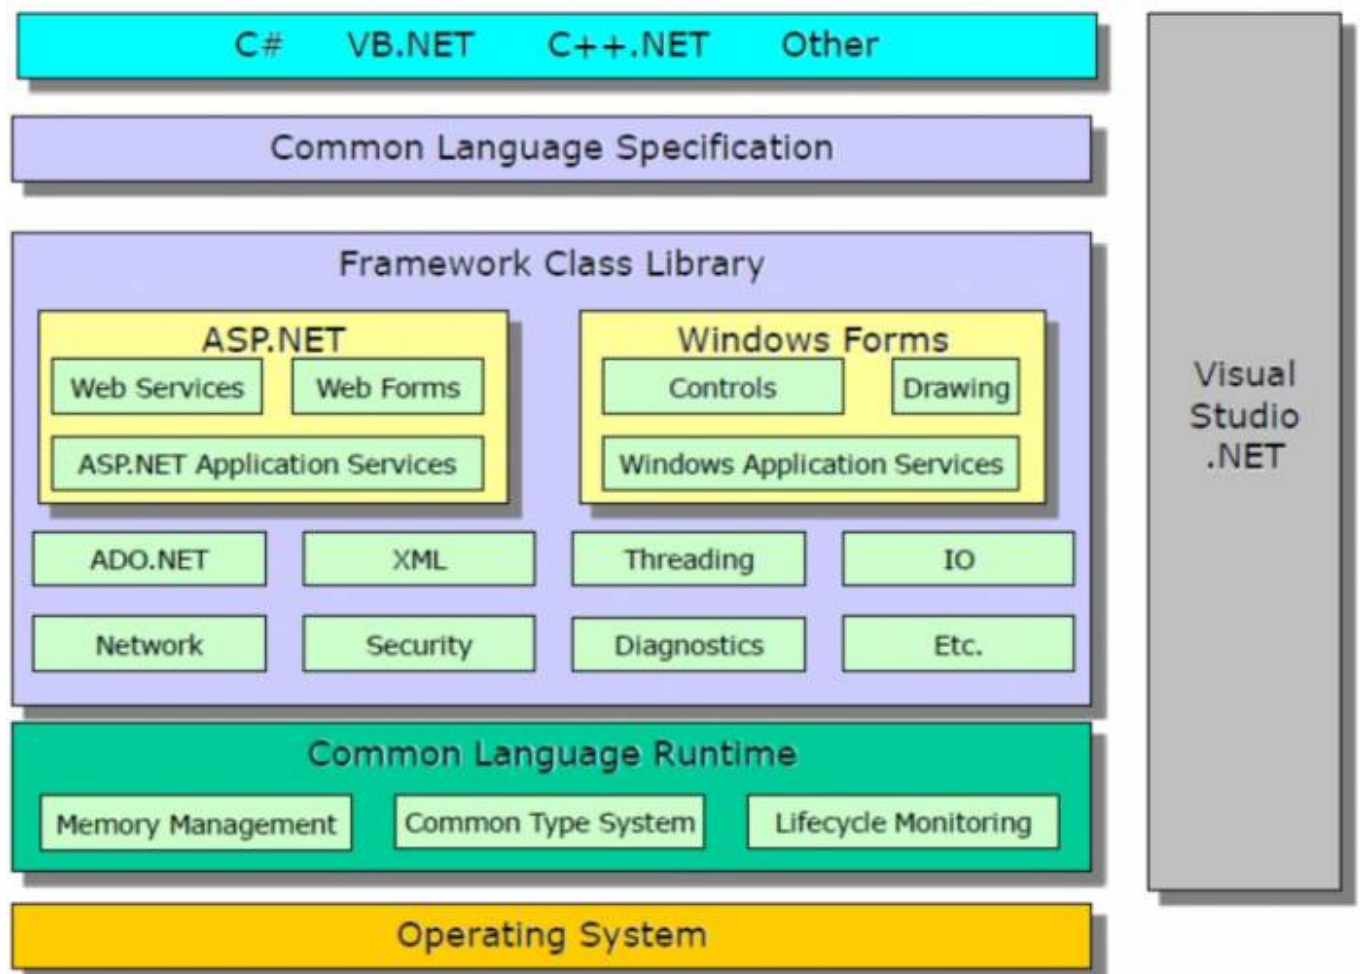 C# VB.NET C++.NET Other
Common Language Specification
Framework Class Library
ASP.NET
Web Services Web Forms
ASP.NET Application Services
Windows Forms
Controls Drawing
Windows Application Services
ADO.NET XML Threading IO
Network Security Diagnostics Etc.
Common Language Runtime
Memory Management Common Type System Lifecycle Monitoring
Operating System
Visual
Studio
.NET